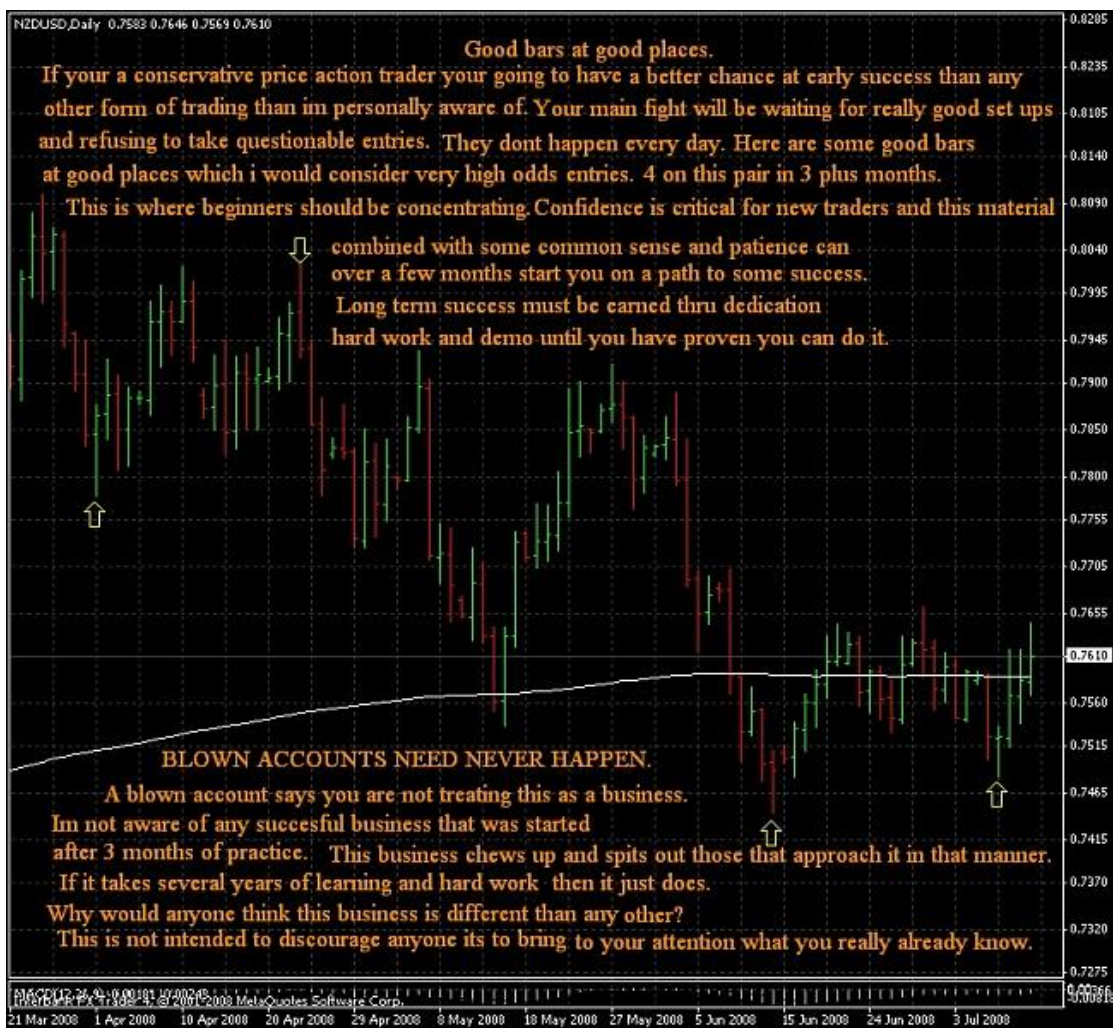 NZDUSD,Daily 0.7583 0.7646 0.7569 0.7610
Good bars at good places.
If your a conservative price action trader your going to have a better chance at early success than any
other form of trading than im personally aware of. Your main fight will be waiting for really good set ups
and refusing to take questionable entries. They dont happen every day. Here are some good bars
at good places which i would consider very high odds entries. 4 on this pair in 3 plus months.
This is where beginners should be concentrating. Confidence is critical for new traders and this material
combined with some common sense and patience can
over a few months start you on a path to some success.
Long term success must be earned thru dedication
hard work and demo until you have proven you can do it.
BLOWN ACCOUNTS NEED NEVER HAPPEN.
A blown account says you are not treating this as a business.
Im not aware of any succesful business that was started
after 3 months of practice. This business chews up and spits out those that approach it in that manner.
If it takes several years of learning and hard work then it just does.
Why would anyone think this business is different than any other?
This is not intended to discourage anyone its to bring to your attention what you really already know.
0.8285
0.8235
0.8185
0.8140
0.8090
0.8040
0.7995
0.7945
0.7900
0.7850
0.7800
0.7755
0.7705
0.7655
0.7610
0.7560
0.7515
0.7465
0.7415
0.7370
0.7320
0.7275
Interbank FX Trader 4, © 2001-2008 MetaQuotes Software Corp.
21 Mar 2008 1 Apr 2008 10 Apr 2008 20 Apr 2008 29 Apr 2008 8 May 2008 18 May 2008 27 May 2008 5 Jun 2008 15 Jun 2008 24 Jun 2008 3 Jul 2008